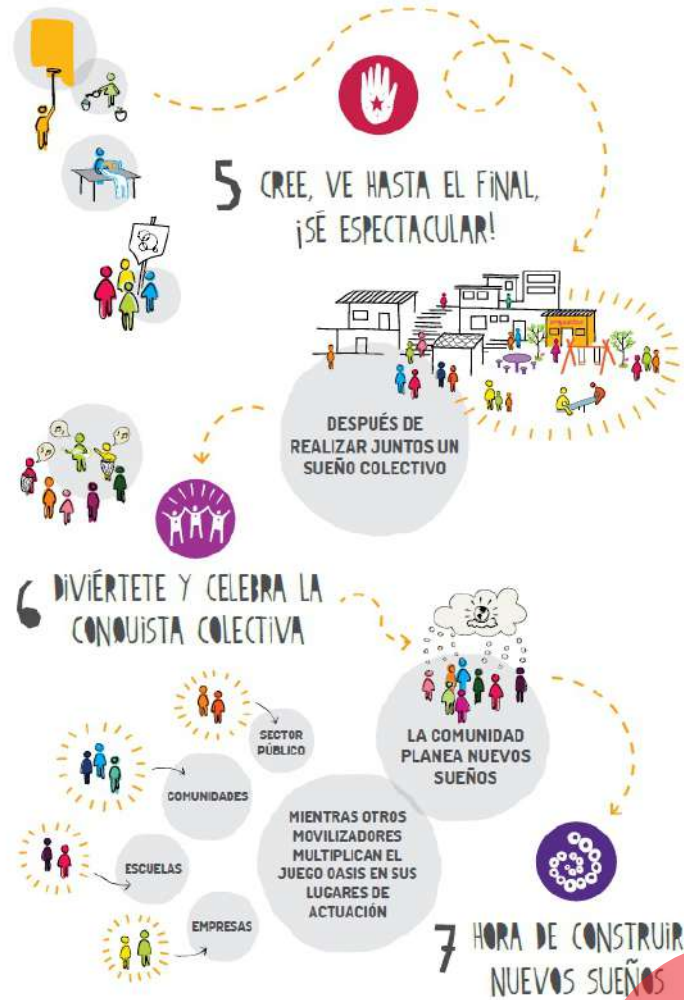 5 CREE, VE HASTA EL FINAL,
¡SÉ ESPECTACULAR!
DESPUÉS DE
REALIZAR JUNTOS UN
SUEÑO COLECTIVO
6 DIVIÉRTETE Y CELEBRA LA
CONQUISTA COLECTIVA
LA COMUNIDAD
PLANEA NUEVOS
SUEÑOS
SECTOR
PÚBLICO
COMUNIDADES
ESCUELAS
EMPRESAS
MIENTRAS OTROS
MOVILIZADORES
MULTIPLICAN EL
JUEGO OASIS EN SUS
LUGARES DE
ACTUACIÓN
7 HORA DE CONSTRUIR
NUEVOS SUEÑOS